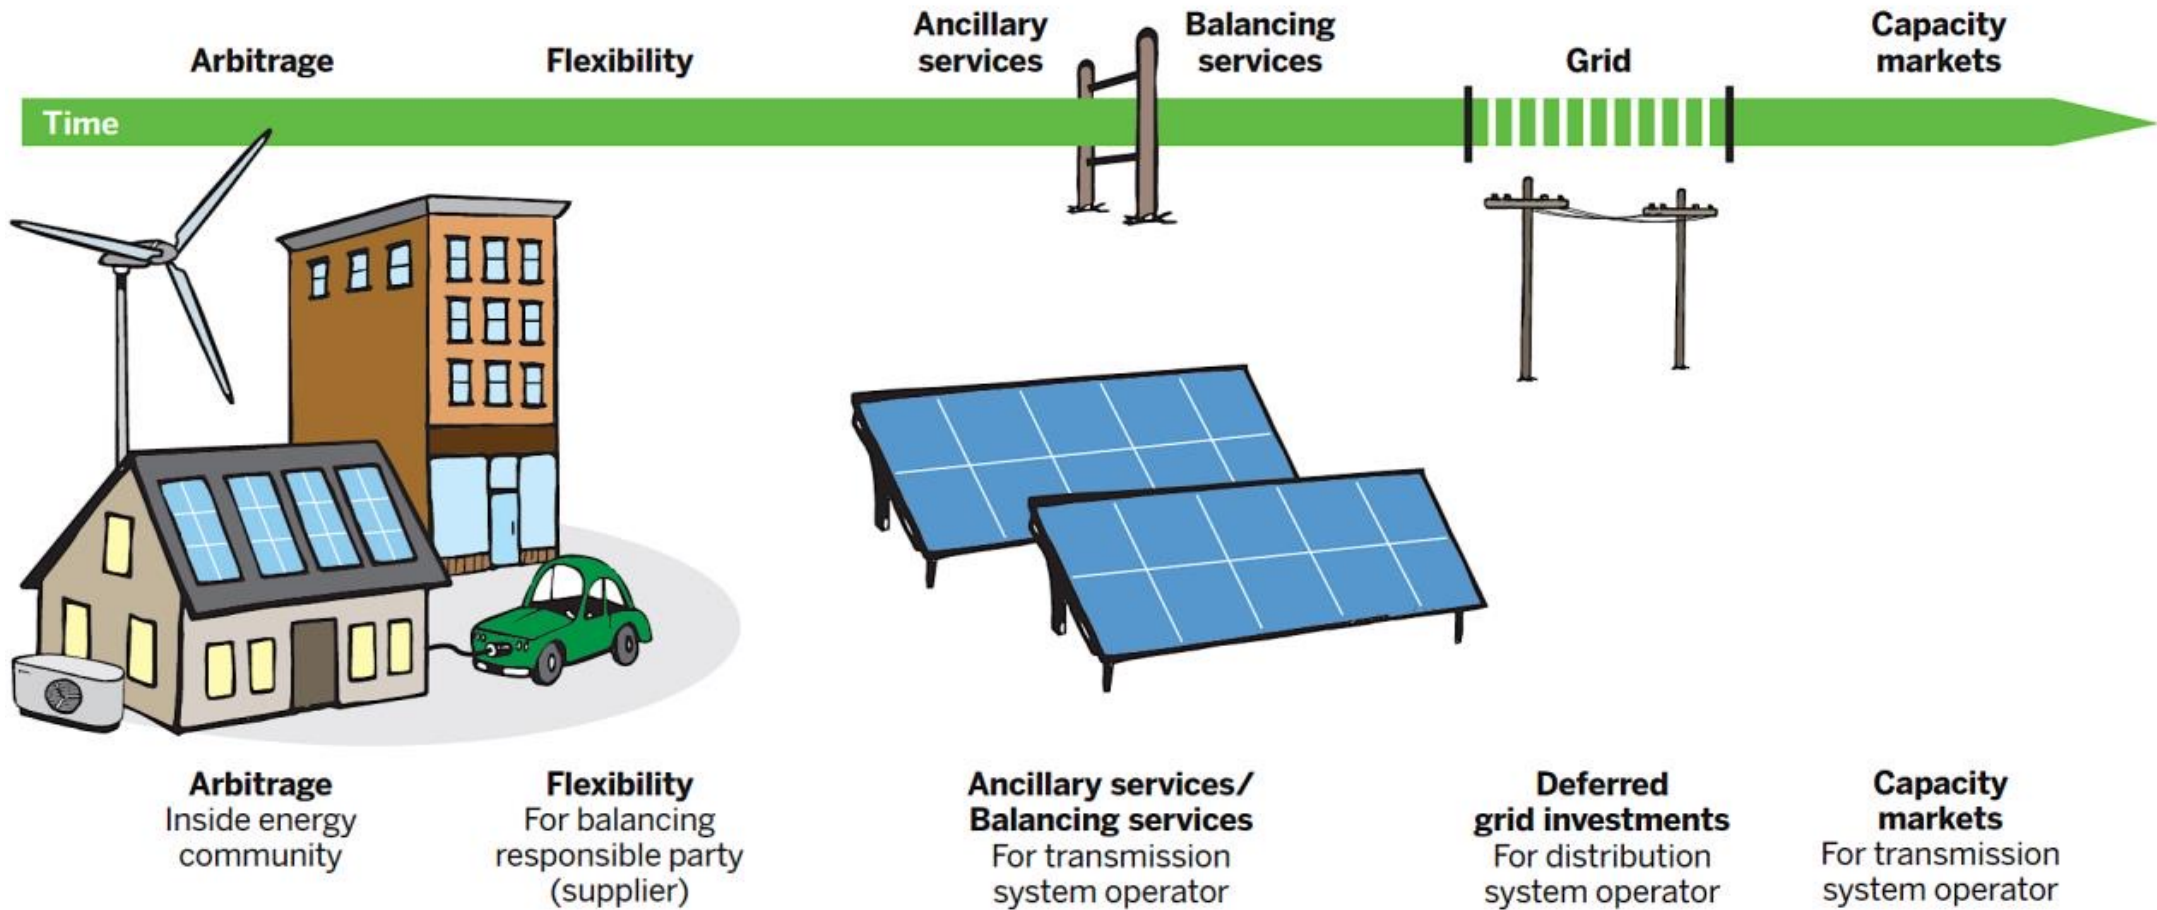 Arbitrage
Flexibility
Ancillary
services
Balancing
services
Grid
Capacity
markets
Time
Arbitrage
Inside energy
community
Flexibility
For balancing
responsible party
(supplier)
Ancillary services/
Balancing services
For transmission
system operator
Deferred
grid investments
For distribution
system operator
Capacity
markets
For transmission
system operator